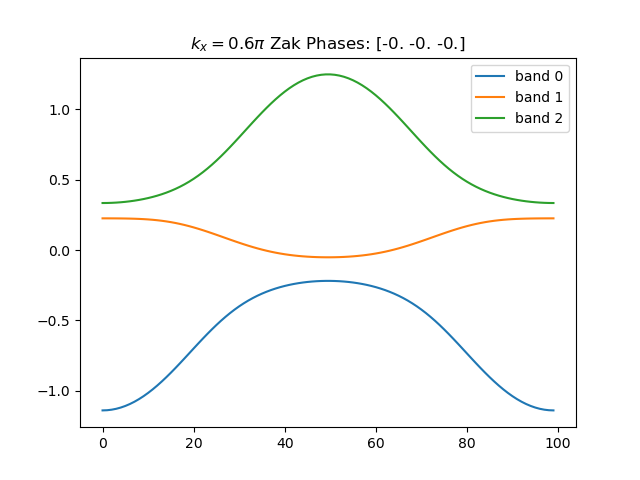 $k_x = 0.6\pi$ Zak Phases: [-0. -0. -0.]
band 0
band 1
band 2
1.0
0.5
0.0
−0.5
−1.0
0 20 40 60 80 100